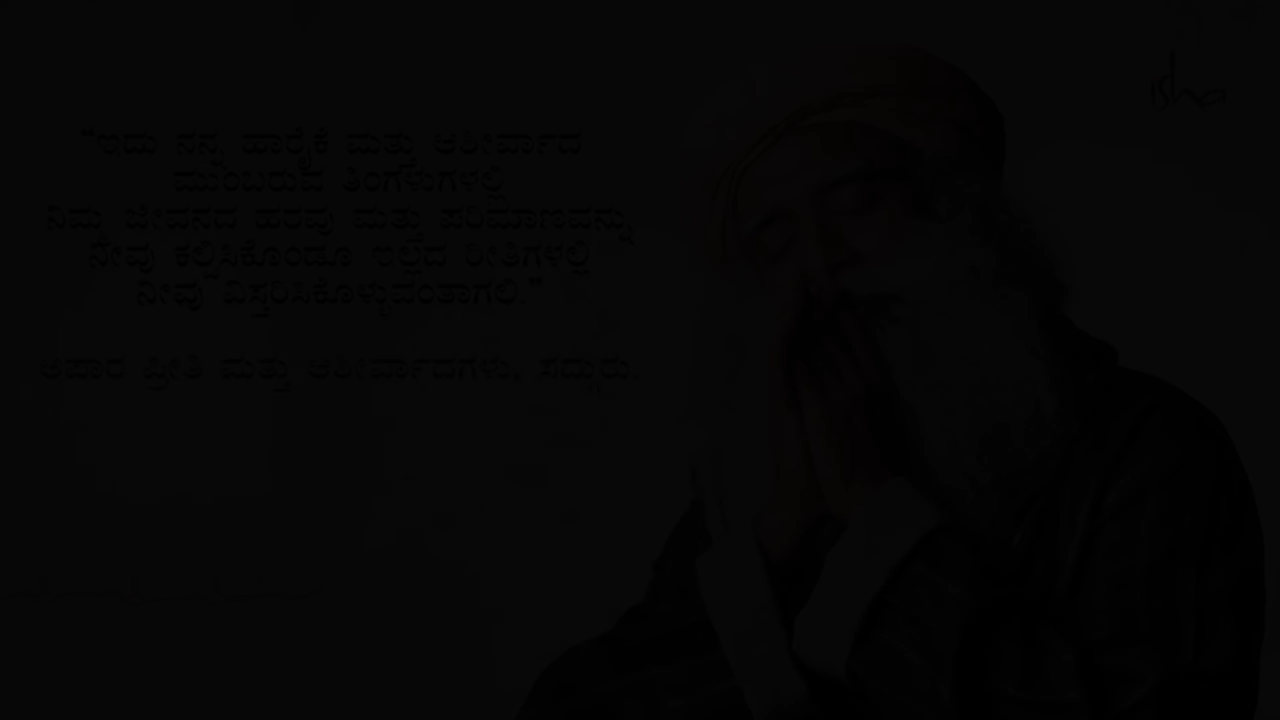 isha
"ಇದು ನನ್ನ ಹಾರೈಕೆ ಮತ್ತು ಆಶೀರ್ವಾದ
ಮುಂಬರುವ ತಿಂಗಳುಗಳಲ್ಲಿ
ನಿಮ್ಮ ಜೀವನದ ಹರವು ಮತ್ತು ಪರಿಮಾಣವನ್ನು
ನೀವು ಕಲ್ಪಿಸಿಕೊಂಡೂ ಇಲ್ಲದ ರೀತಿಗಳಲ್ಲಿ
ನೀವು ವಿಸ್ತರಿಸಿಕೊಳ್ಳುವಂತಾಗಲಿ."
ಅಪಾರ ಪ್ರೀತಿ ಮತ್ತು ಆಶೀರ್ವಾದಗಳು, ಸದ್ಗುರು.